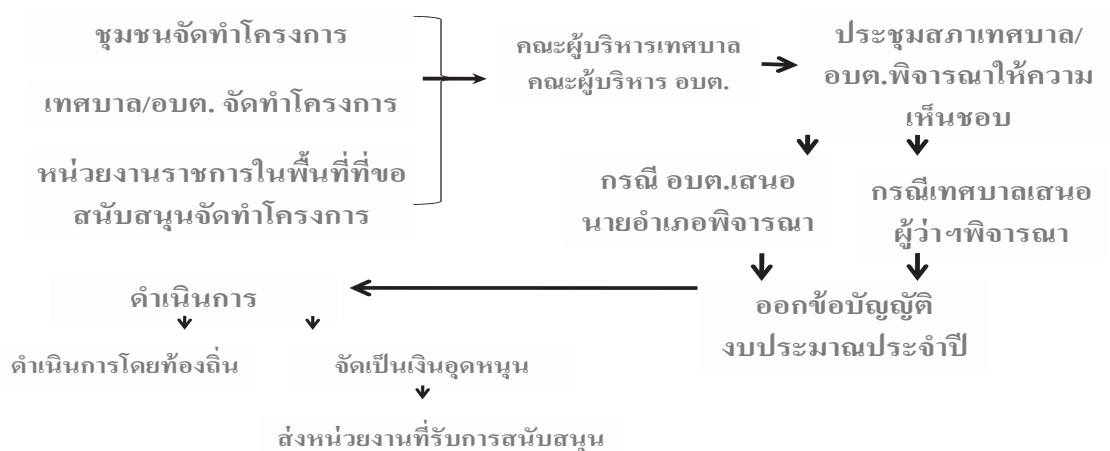 ชุมชนจัดทำโครงการ
เทศบาล/อบต. จัดทำโครงการ
หน่วยงานราชการในพื้นที่ที่ขอ
สนับสนุนจัดทำโครงการ
คณะผู้บริหารเทศบาล
คณะผู้บริหาร อบต.
ประชุมสภาเทศบาล/
อบต.พิจารณาให้ความ
เห็นชอบ
กรณี อบต.เสนอ
นายอำเภอพิจารณา
กรณีเทศบาลเสนอ
ผู้ว่าฯพิจารณา
ออกข้อบัญญัติ
งบประมาณประจำปี
ดำเนินการ
ดำเนินการโดยท้องถิ่น
จัดเป็นเงินอุดหนุน
ส่งหน่วยงานที่รับการสนับสนุน